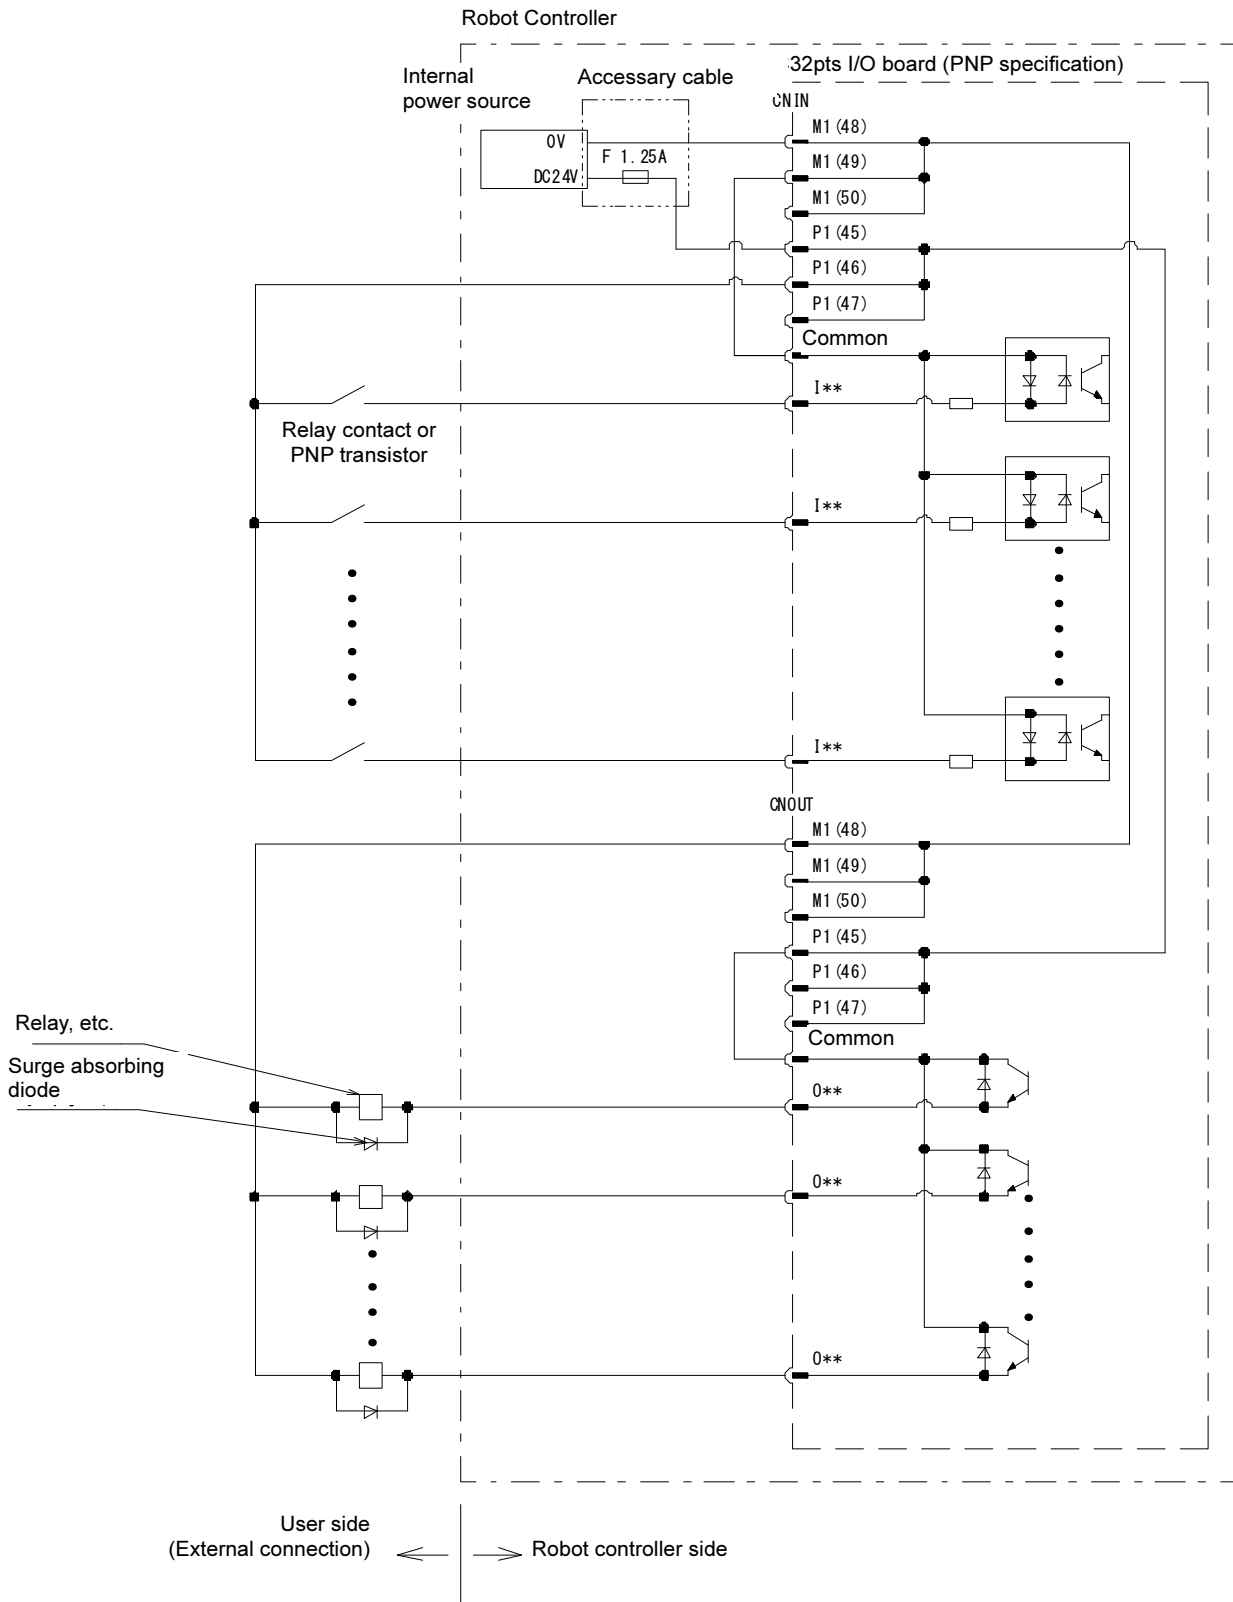 Robot Controller
Internal
power source
Accessary cable
32pts I/O board (PNP specification)
CNIN
0V
F 1.25A
DC24V
M1(48)
M1(49)
M1(50)
P1(45)
P1(46)
P1(47)
Common
I**
Relay contact or
PNP transistor
I**
I**
CNOUT
M1(48)
M1(49)
M1(50)
P1(45)
P1(46)
P1(47)
Common
Relay, etc.
Surge absorbing
diode
O**
O**
O**
User side
(External connection)
Robot controller side